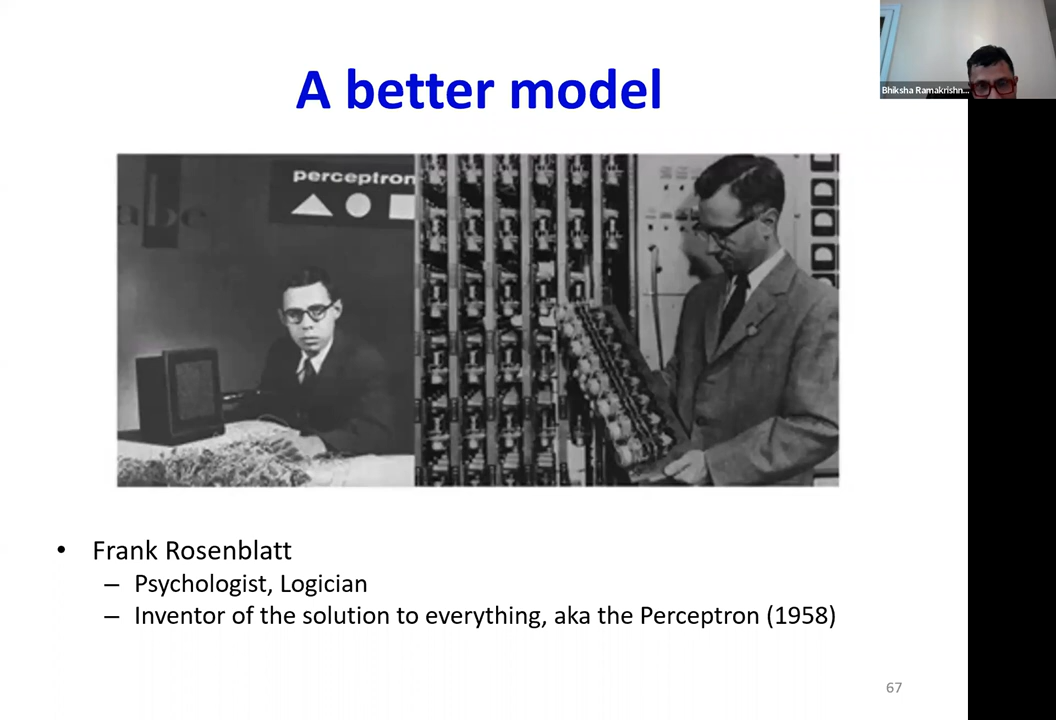 A better model
Bhiksha Ramakrishn...
perceptron
abc
• Frank Rosenblatt
– Psychologist, Logician
– Inventor of the solution to everything, aka the Perceptron (1958)
67